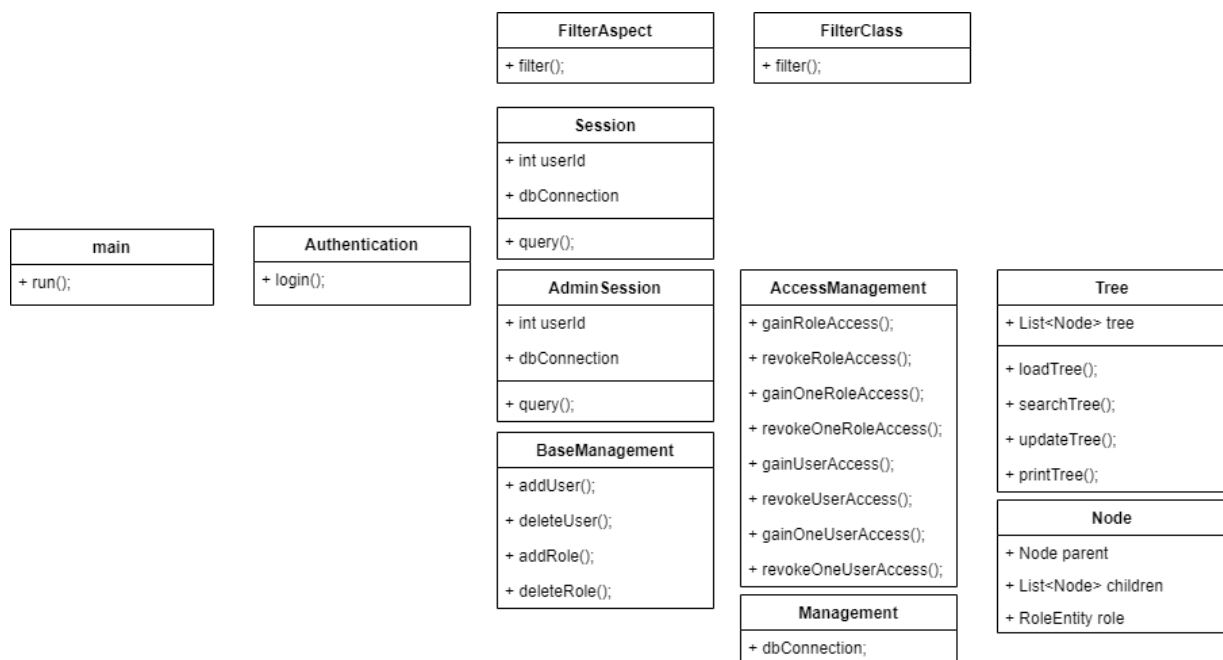 FilterAspect
+ filter();
FilterClass
+ filter();
Session
+ int userId
+ dbConnection
+ query();
main
+ run();
Authentication
+ login();
AdminSession
+ int userId
+ dbConnection
+ query();
AccessManagement
+ gainRoleAccess();
+ revokeRoleAccess();
+ gainOneRoleAccess();
+ revokeOneRoleAccess();
+ gainUserAccess();
+ revokeUserAccess();
+ gainOneUserAccess();
+ revokeOneUserAccess();
Tree
+ List<Node> tree
+ loadTree();
+ searchTree();
+ updateTree();
+ printTree();
BaseManagement
+ addUser();
+ deleteUser();
+ addRole();
+ deleteRole();
Node
+ Node parent
+ List<Node> children
+ RoleEntity role
Management
+ dbConnection;